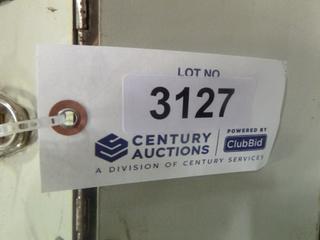 LOT NO.
3127
CENTURY AUCTIONS
POWERED BY
ClubBid
A DIVISION OF CENTURY SERVICES